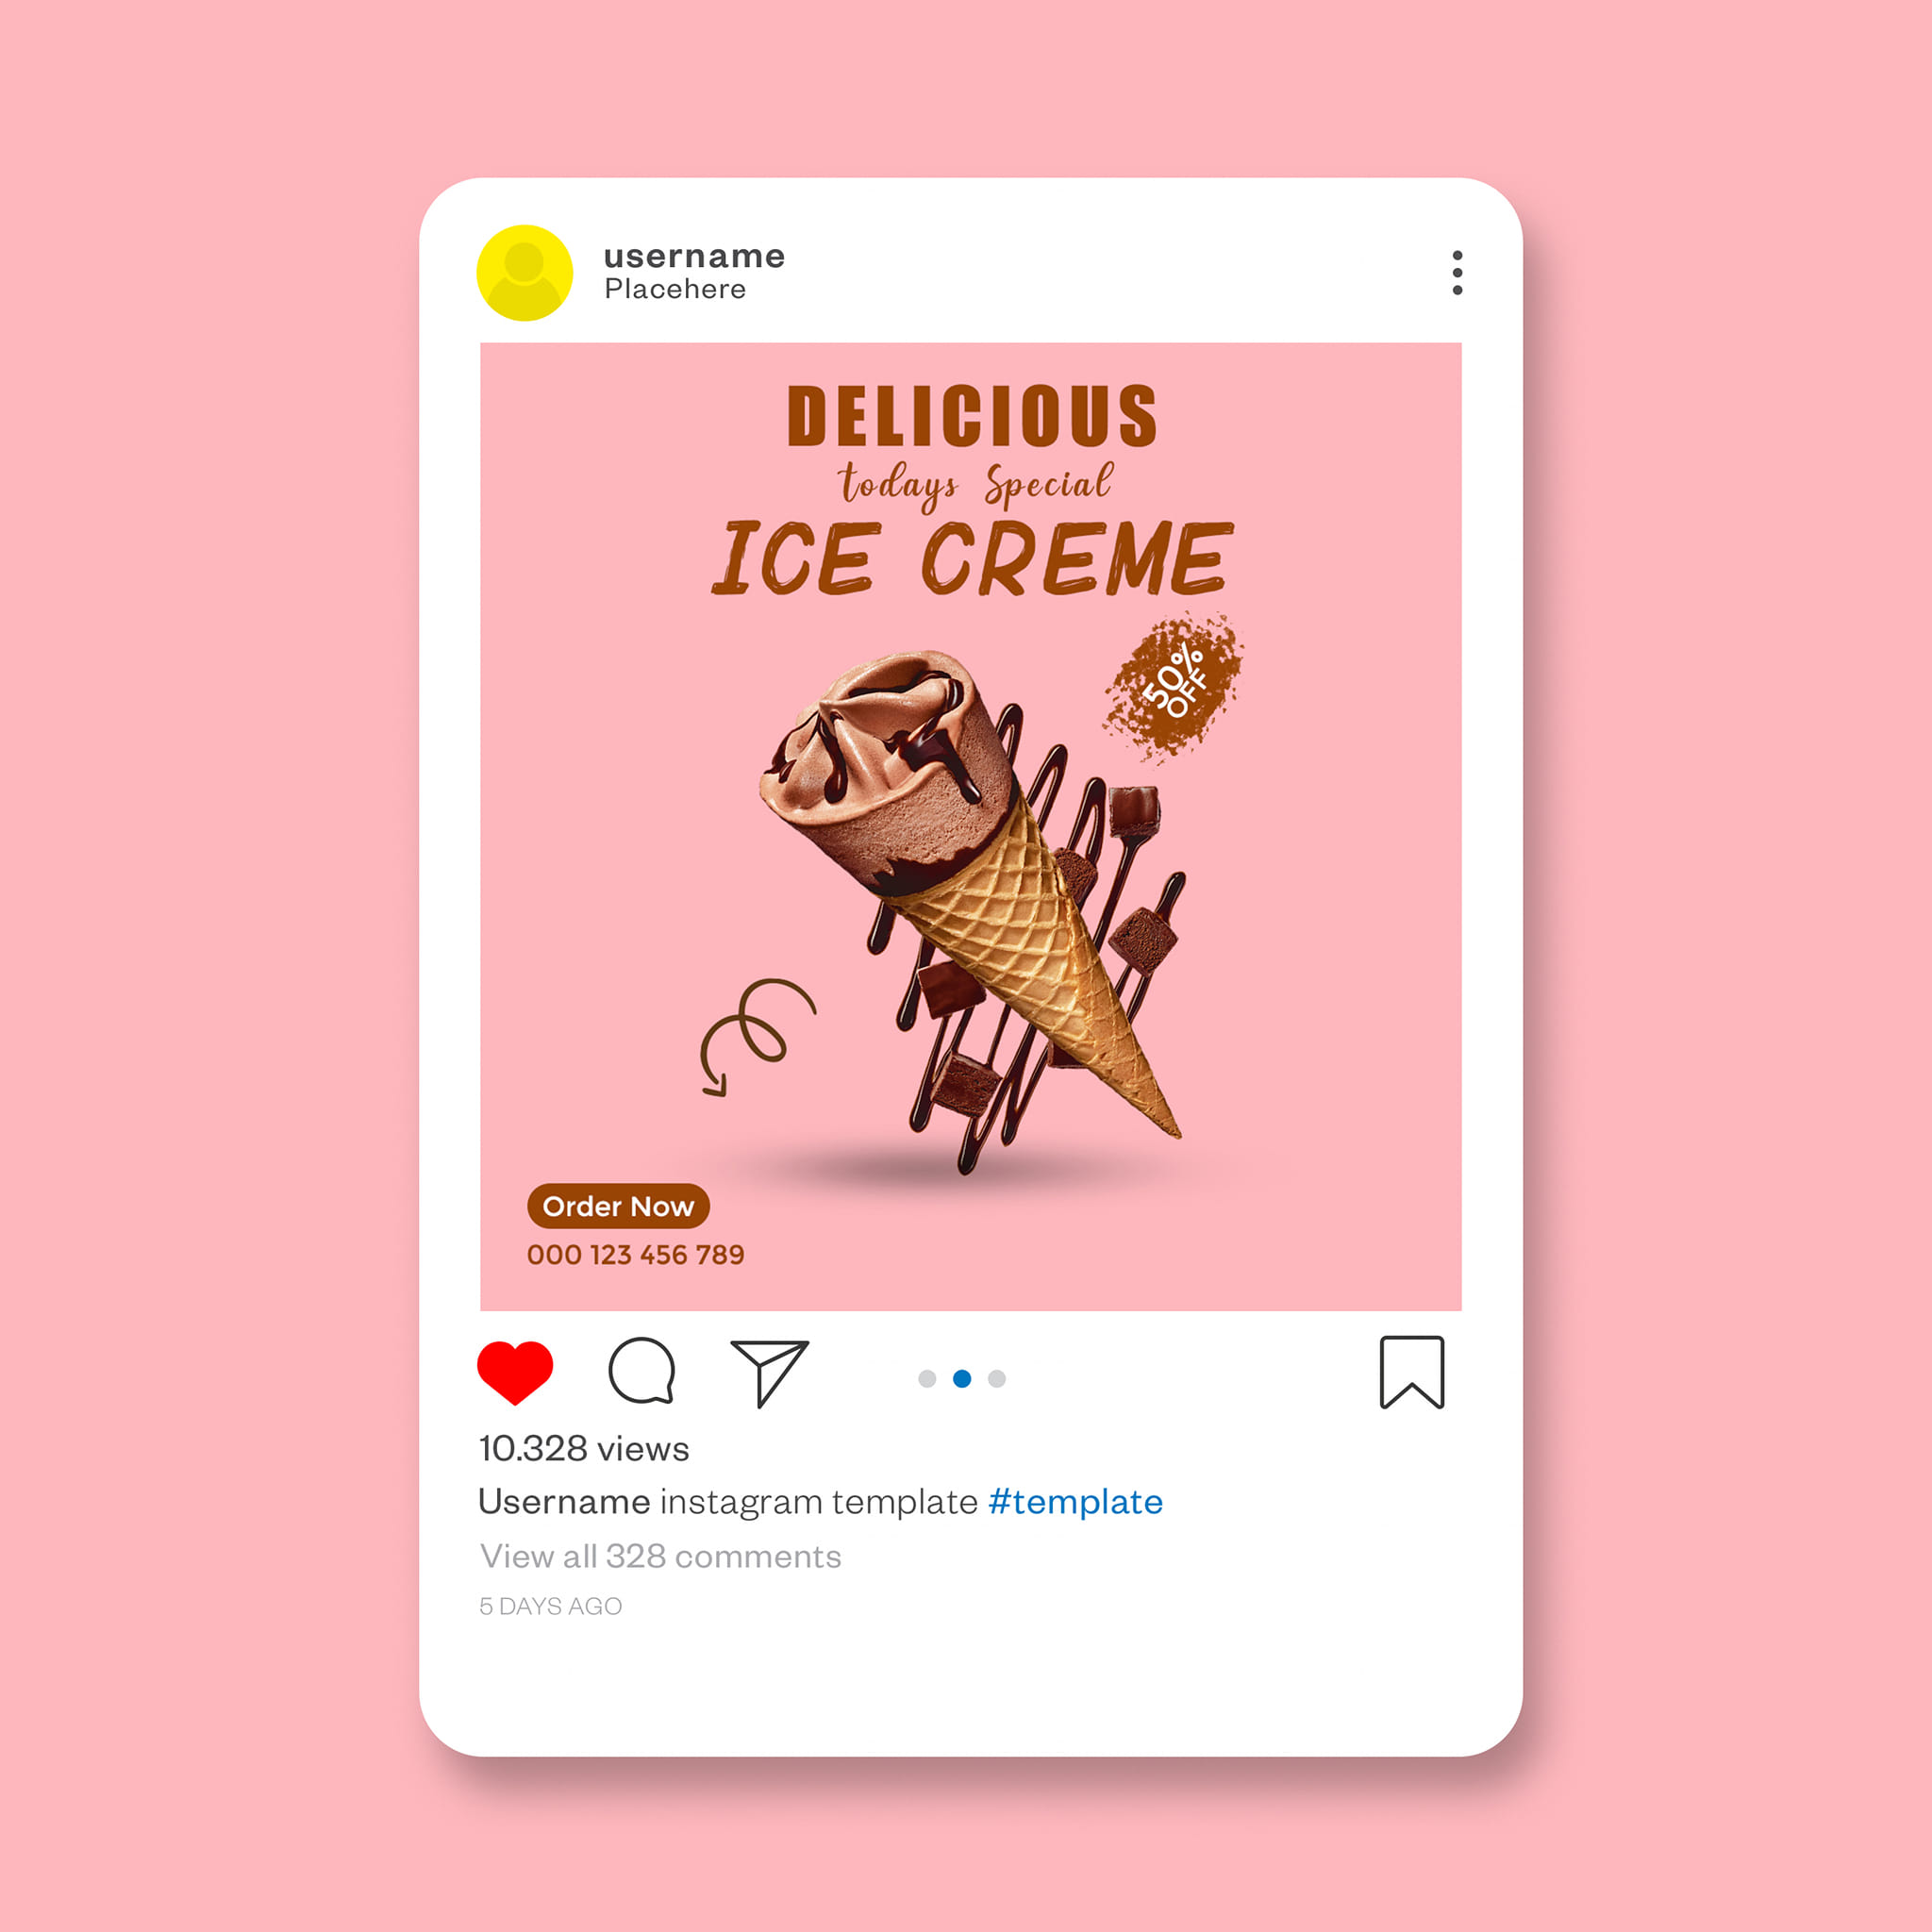 username
Placehere
DELICIOUS
todays Special
ICE CREME
50%
OFF
Order Now
000 123 456 789
10.328 views
Username instagram template #template
View all 328 comments
5 DAYS AGO